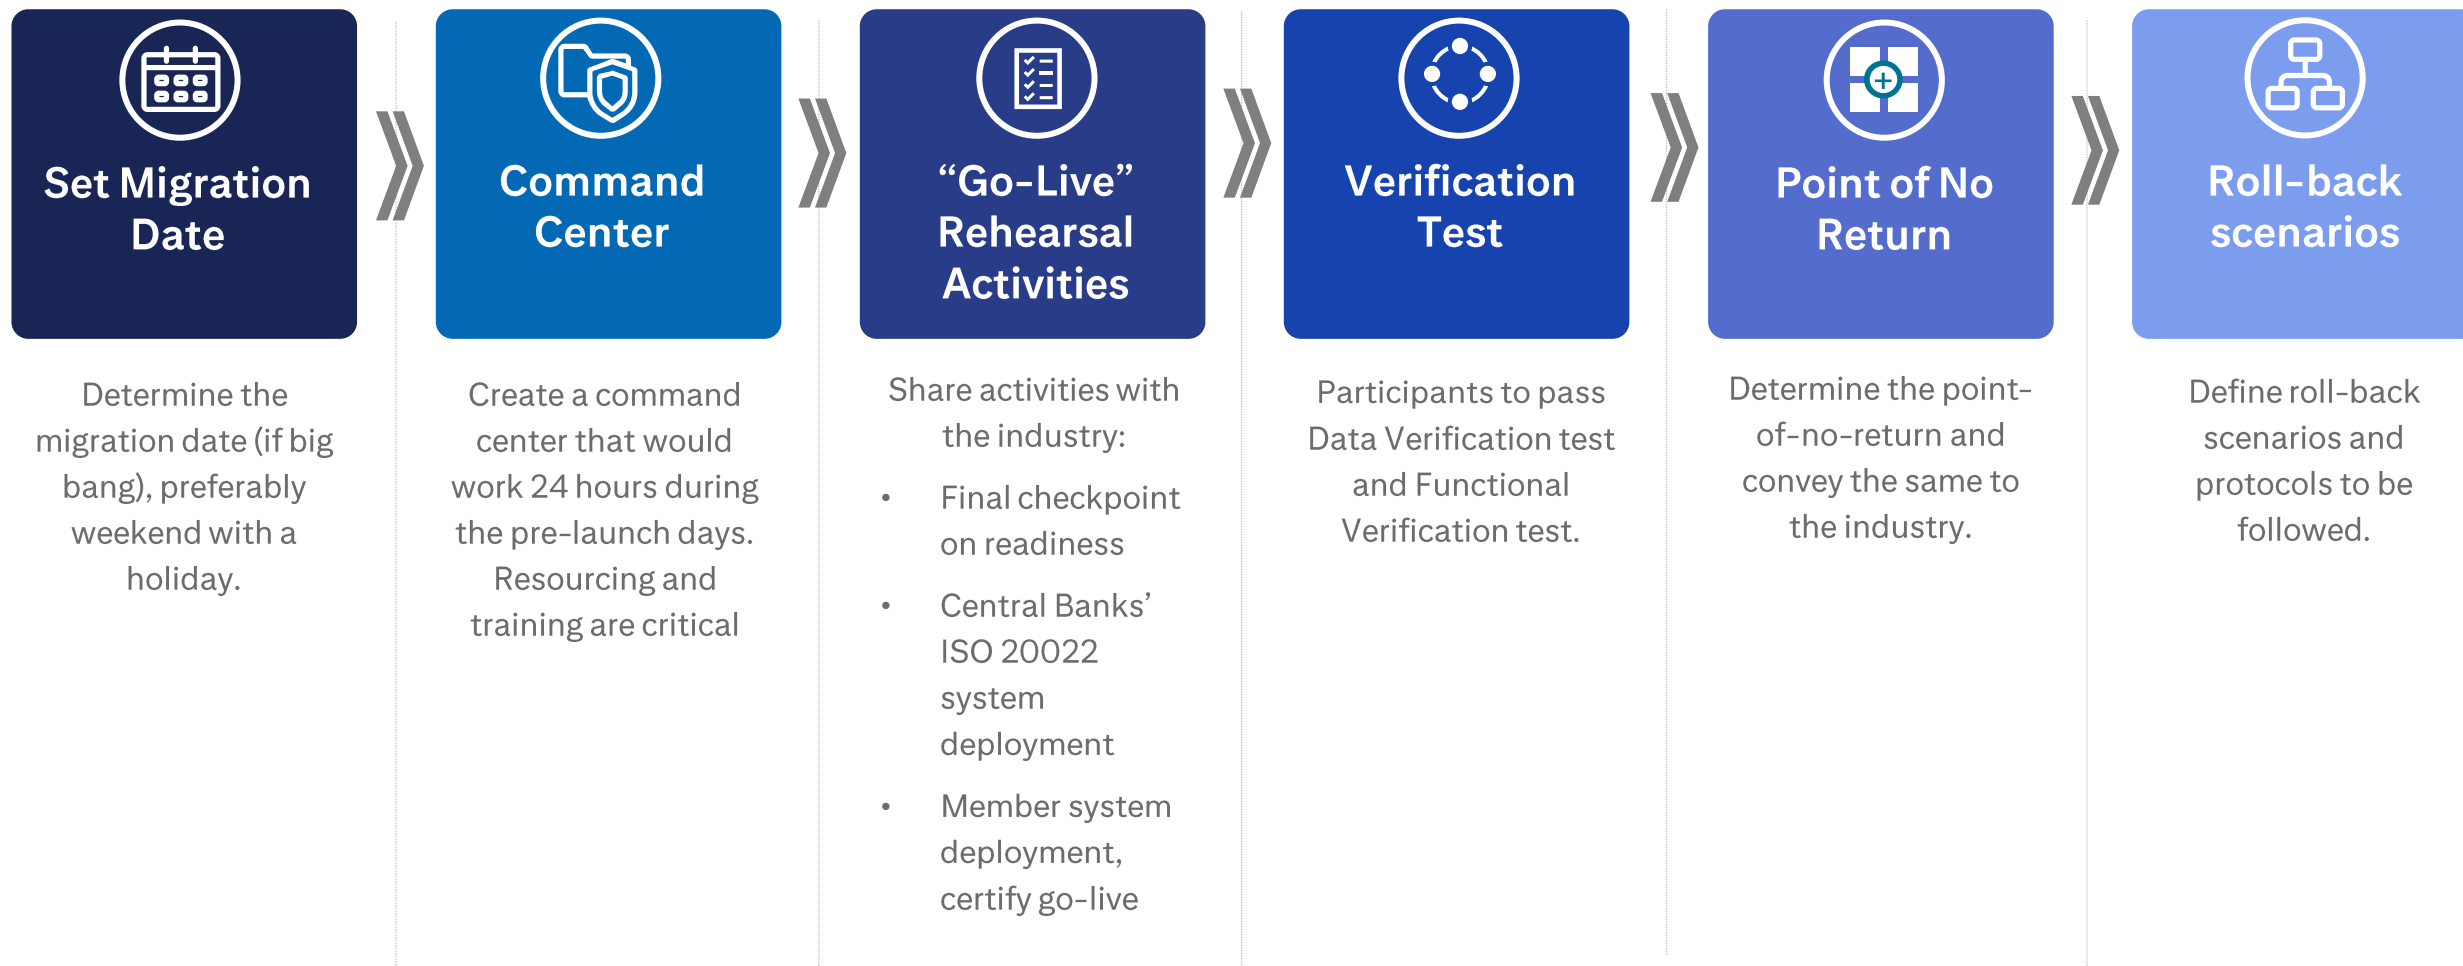 Set Migration
Date
Command
Center
“Go-Live”
Rehearsal
Activities
Verification
Test
Point of No
Return
Roll-back
scenarios
Determine the
migration date (if big
bang), preferably
weekend with a
holiday.
Create a command
center that would
work 24 hours during
the pre-launch days.
Resourcing and
training are critical
Share activities with
the industry:
• Final checkpoint
on readiness
• Central Banks’
ISO 20022
system
deployment
• Member system
deployment,
certify go-live
Participants to pass
Data Verification test
and Functional
Verification test.
Determine the point-
of-no-return and
convey the same to
the industry.
Define roll-back
scenarios and
protocols to be
followed.